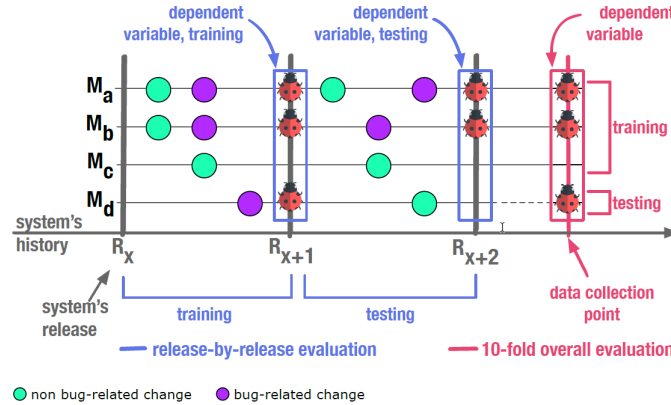 dependent
variable, training
dependent
variable, testing
dependent
variable
Ma
Mb
Mc
Md
training
testing
system's
history
Rx
Rx+1
Rx+2
system's
release
training
testing
data collection
point
release-by-release evaluation
10-fold overall evaluation
non bug-related change
bug-related change